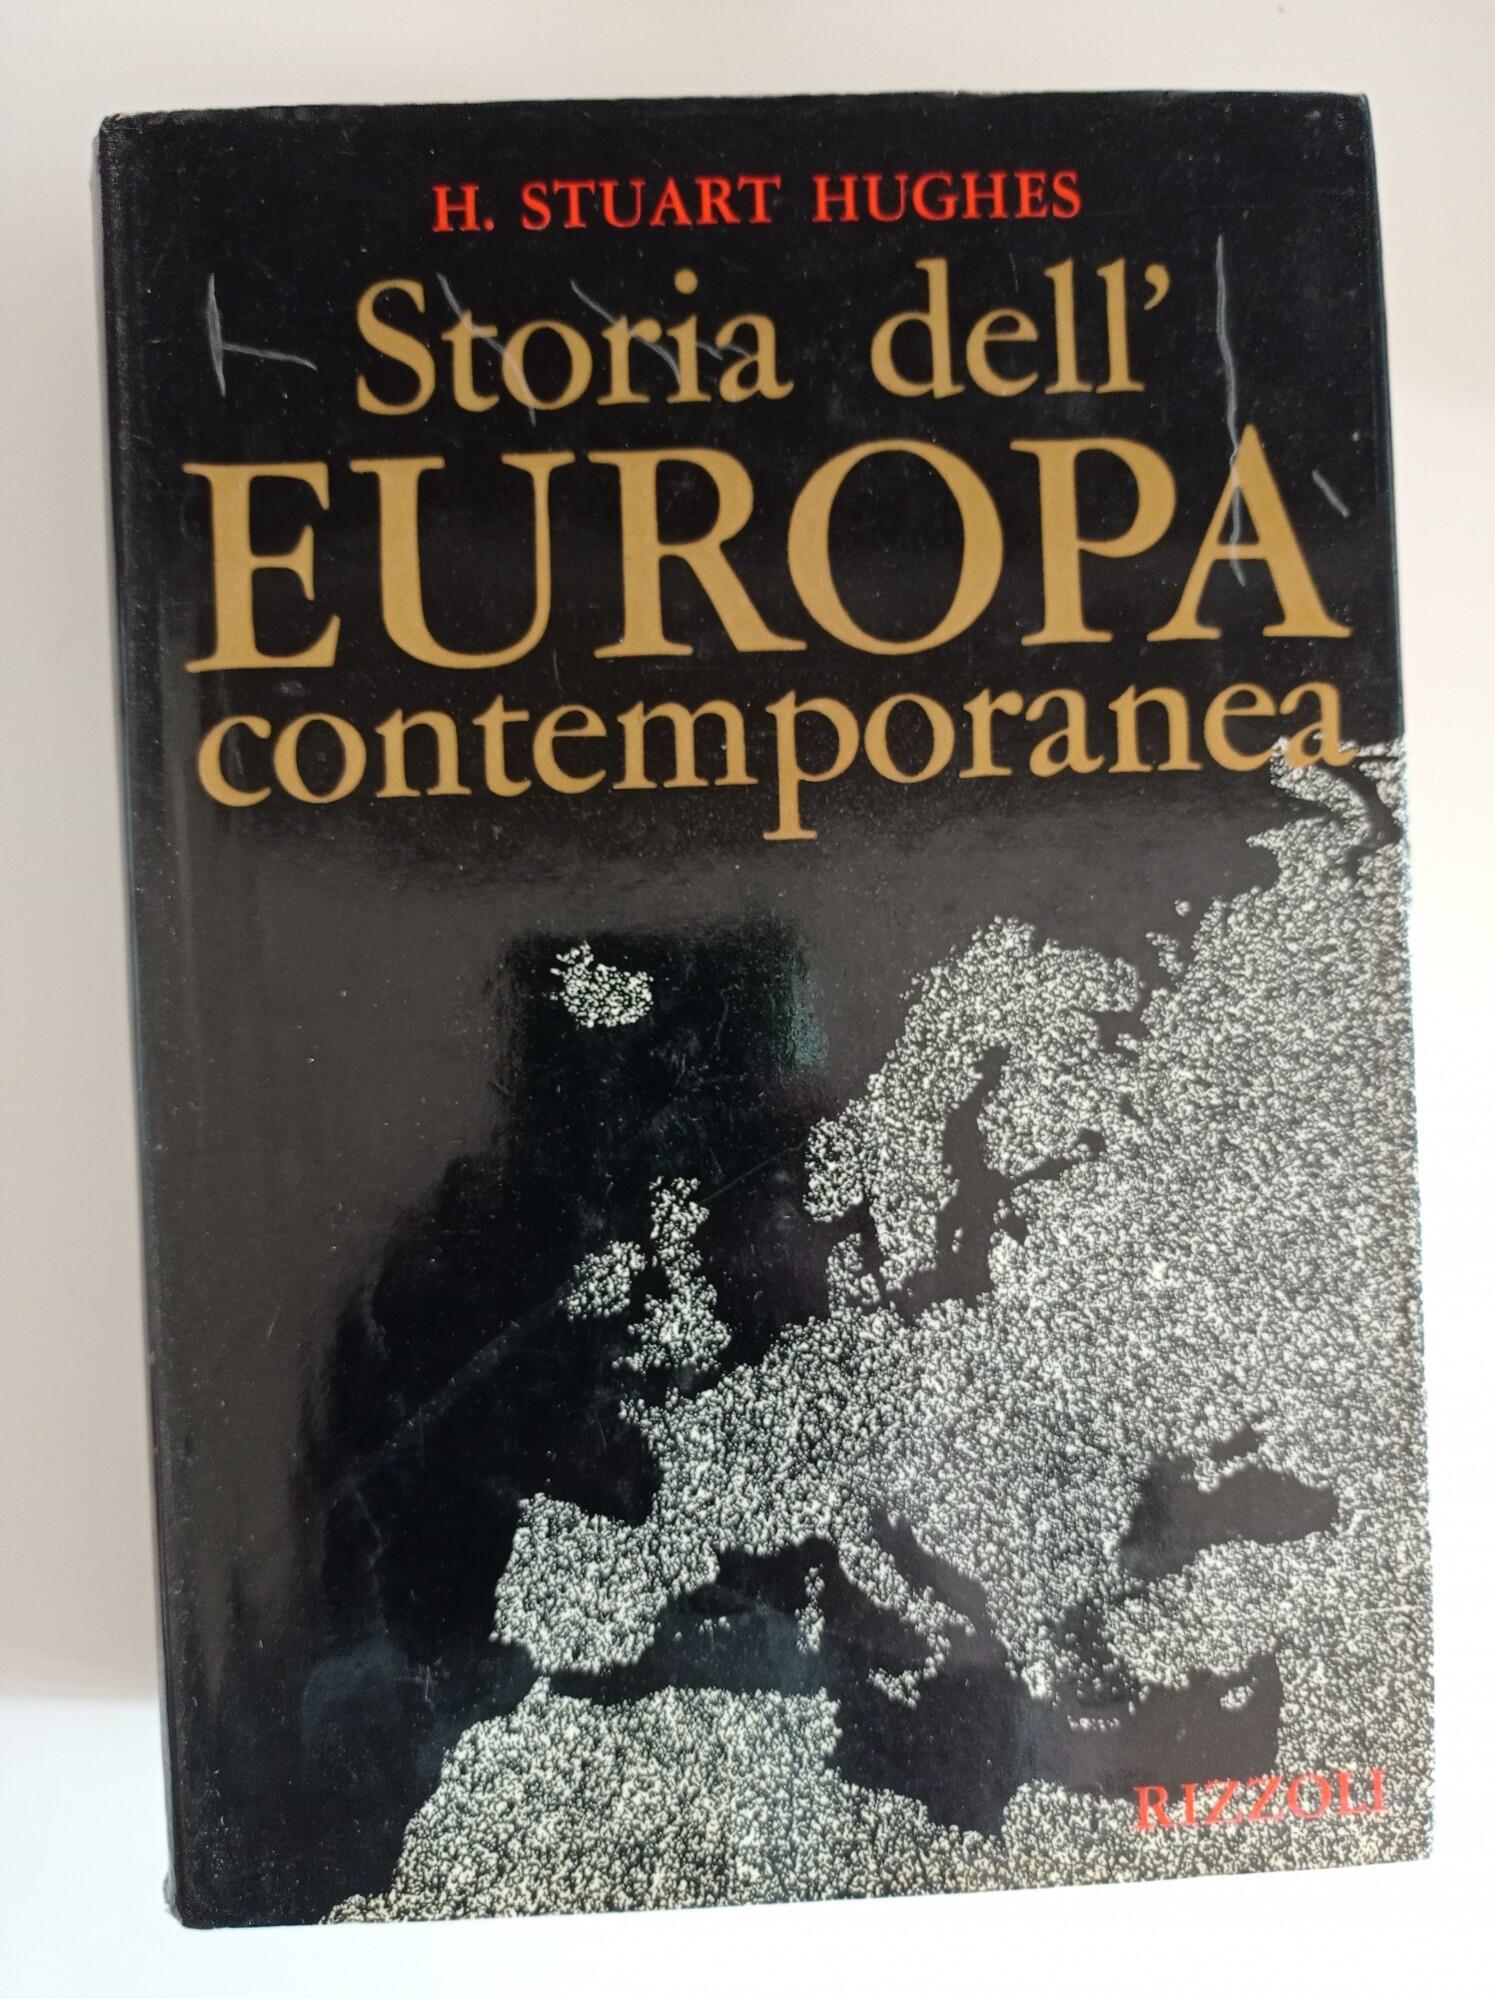 H. STUART HUGHES
Storia dell'
EUROPA
contemporanea
RIZZOLI